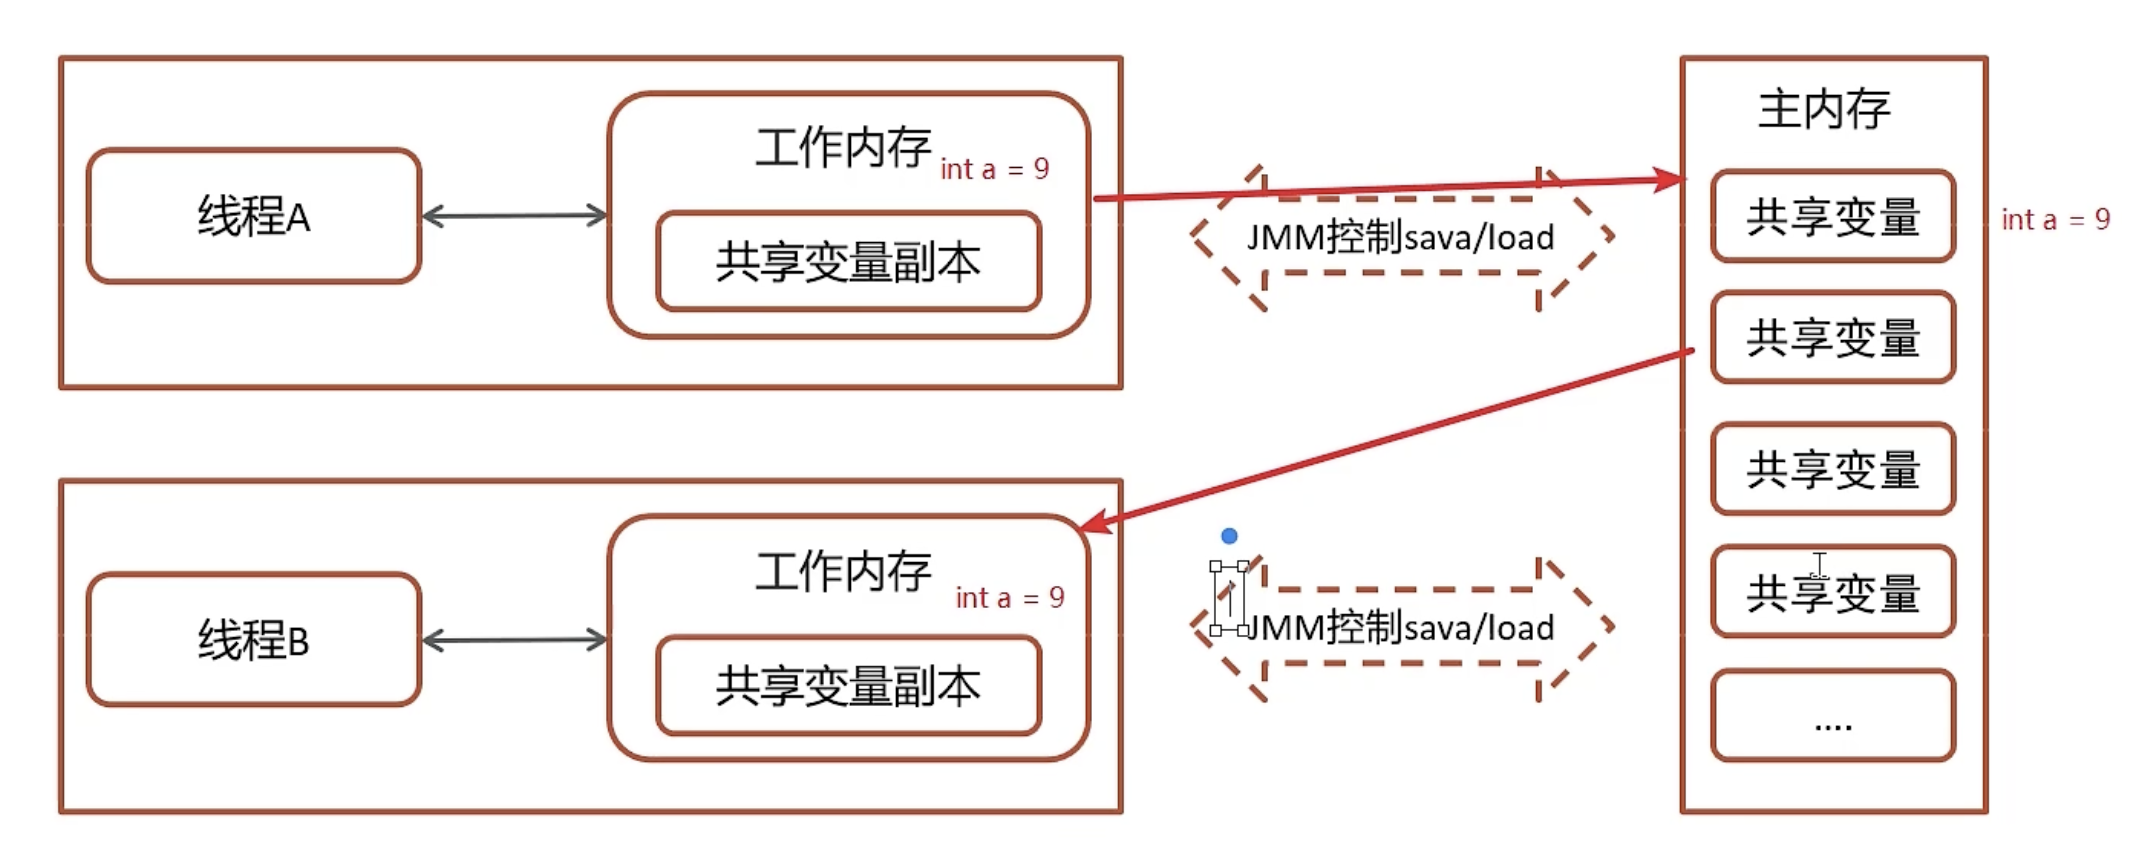 工作内存
int a = 9
线程A
共享变量副本
JMM控制sava/load
主内存
共享变量
int a = 9
共享变量
共享变量
共享变量
....
工作内存
int a = 9
线程B
共享变量副本
JMM控制sava/load